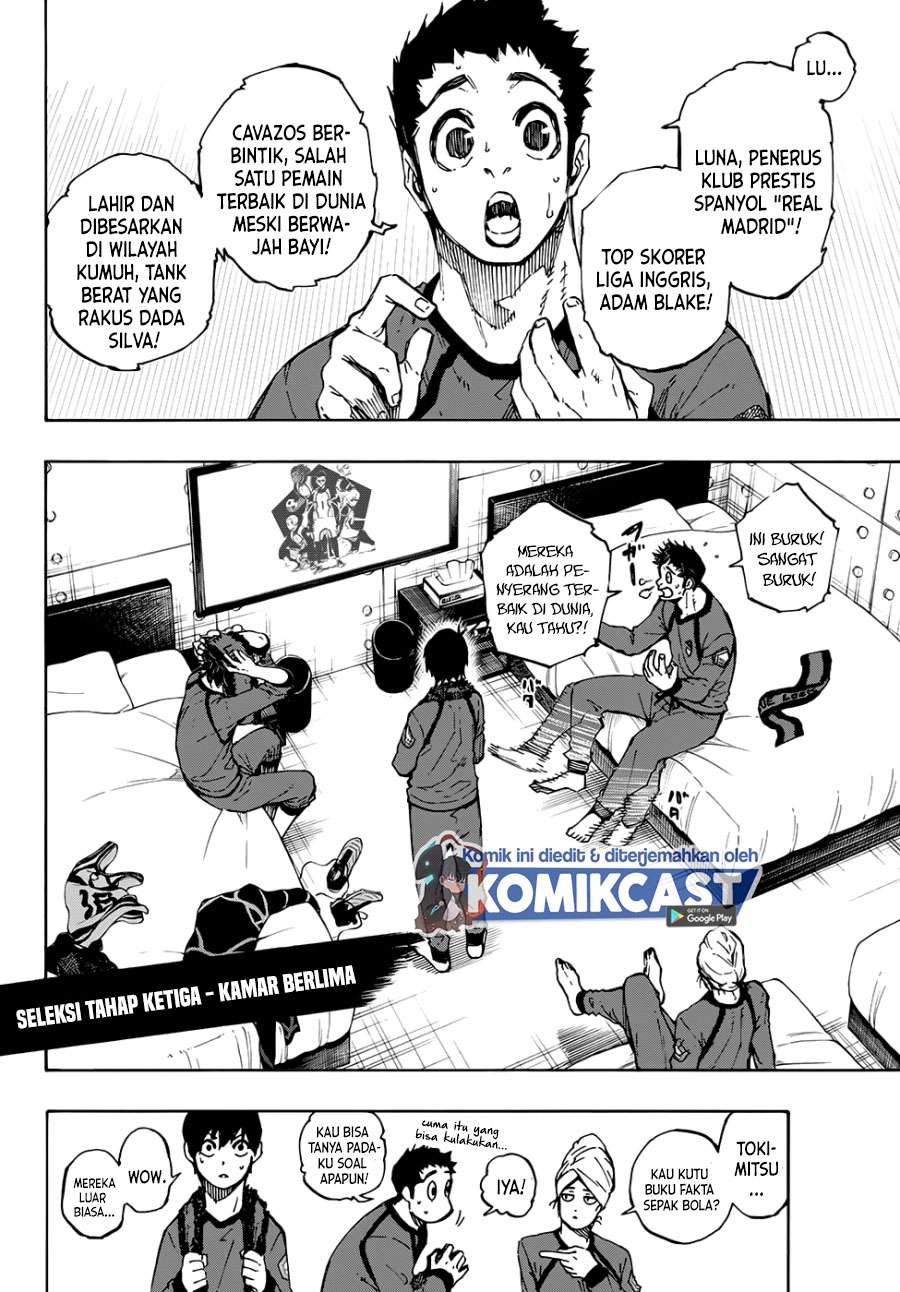 LU...
LUNA, PENERUS
KLUB PRESTIS
SPANYOL "REAL
MADRID"!
TOP SKORER
LIGA INGGRIS,
ADAM BLAKE!
CAVAZOS BER-
BINTIK, SALAH
SATU PEMAIN
TERBAIK DI DUNIA
MESKI BERWA-
JAH BAYI!
LAHIR DAN
DIBESARKAN
DI WILAYAH
KUMUH, TANK
BERAT YANG
RAKUS DADA
SILVA!
INI BURUK!
SANGAT
BURUK!
MEREKA
ADALAH PE-
NYERANG TER-
BAIK DI DUNIA,
KAU TAHU?!
Komik ini diedit & diterjemahkan oleh
KOMIKCAST
GET IT ON
Google Play
SELEKSI TAHAP KETIGA - KAMAR BERLIMA
TOKI-
MITSU
...
KAU KUTU
BUKU FAKTA
SEPAK BOLA?
IYA!
cuma itu yang
bisa kulakukan...
KAU BISA
TANYA PADA-
KU SOAL
APAPUN!
WOW.
MEREKA
LUAR
BIASA...